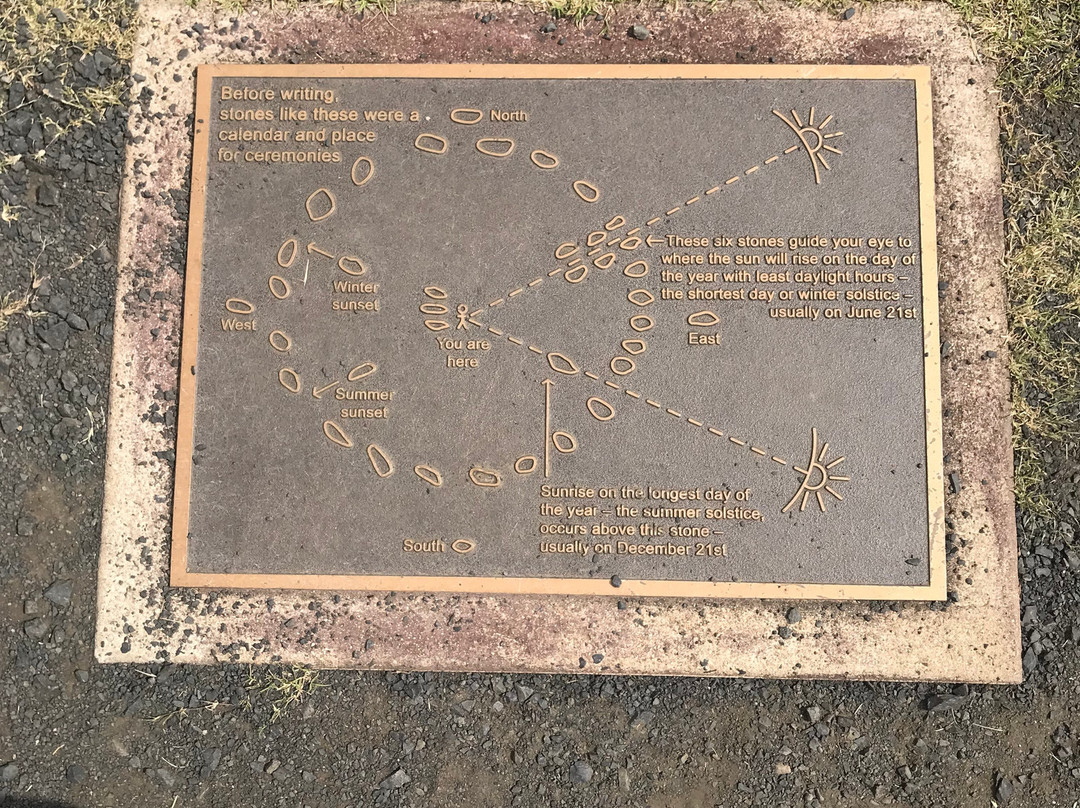 Before writing,
stones like these were a
calendar and place
for ceremonies
North
These six stones guide your eye to
where the sun will rise on the day of
the year with least daylight hours –
the shortest day or winter solstice –
usually on June 21st
Winter
sunset
West
You are
here
East
Summer
sunset
Sunrise on the longest day of
the year – the summer solstice,
occurs above this stone –
usually on December 21st
South